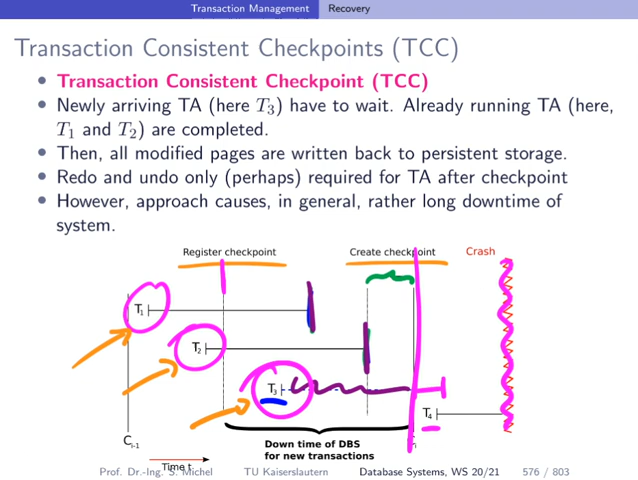 Transaction Management Recovery
Transaction Consistent Checkpoints (TCC)
• Transaction Consistent Checkpoint (TCC)
• Newly arriving TA (here T3) have to wait. Already running TA (here,
T1 and T2) are completed.
• Then, all modified pages are written back to persistent storage.
• Redo and undo only (perhaps) required for TA after checkpoint
• However, approach causes, in general, rather long downtime of
system.
Register checkpoint Create checkpoint Crash
T1
T2
T3
T4
Ci-1
Down time of DBS
for new transactions
Time t
Prof. Dr.-Ing. S. Michel TU Kaiserslautern Database Systems, WS 20/21 576 / 803